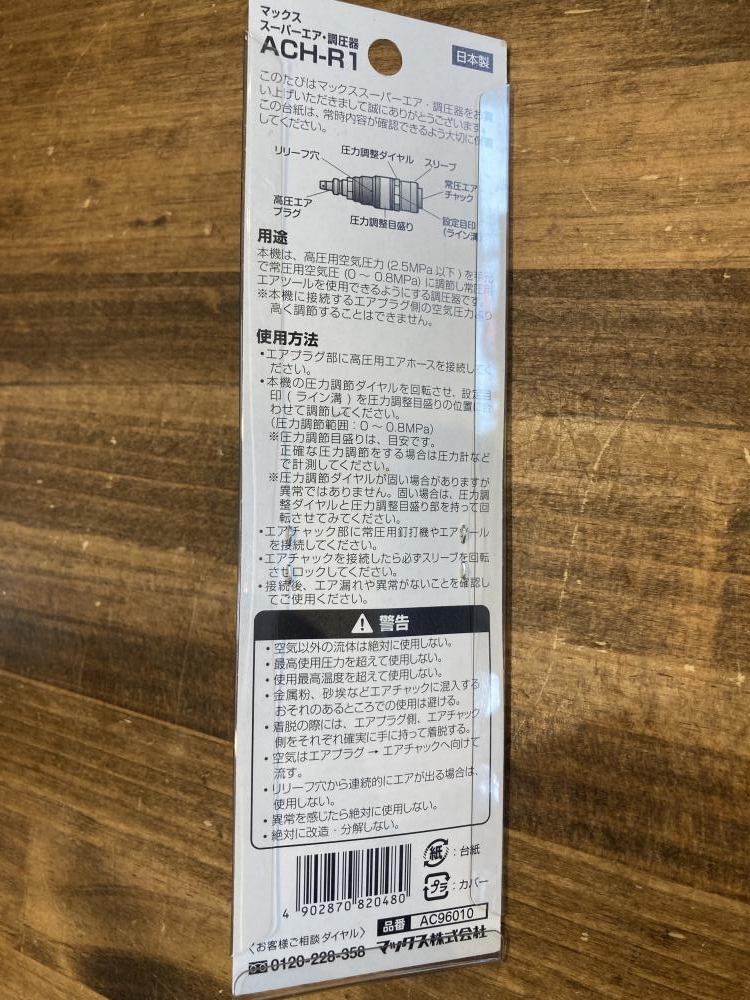 マックス
スーパーエア・調圧器
ACH-R1
日本製
このたびはマックススーパーエア・調圧器をお買
い上げいただきまして誠にありがとうございます。
この台紙は、常時内容が確認できるよう大切に保管
してください。
リリーフ穴
圧力調整ダイヤル
スリーブ
常圧エア
チャック
高圧エア
プラグ
圧力調整目盛り
設定目印
(ライン溝)
用途
本機は、高圧用空気圧力(2.5MPa以下)を手元
で常圧用空気圧(0〜0.8MPa)に調節し常圧用
エアツールを使用できるようにする調圧器です。
※本機に接続するエアプラグ側の空気圧力より
高く調節することはできません。
使用方法
・エアプラグ部に高圧用エアホースを接続してく
ださい。
・本機の圧力調節ダイヤルを回転させ、設定目
印(ライン溝)を圧力調整目盛りの位置に合
わせて調節してください。
(圧力調節範囲:0〜0.8MPa)
※圧力調節目盛りは、目安です。
正確な圧力調節をする場合は圧力計など
で計測してください。
※圧力調節ダイヤルが固い場合がありますが
異常ではありません。固い場合は、圧力調
整ダイヤルと圧力調整目盛り部を持って回
転させてみてください。
・エアチャック部に常圧用釘打機やエアツール
を接続してください。
・エアチャックを接続したら必ずスリーブを回転
させロックしてください。
・接続後、エア漏れや異常がないことを確認し
てご使用ください。
警告
・空気以外の流体は絶対に使用しない。
・最高使用圧力を超えて使用しない。
・使用最高温度を超えて使用しない。
・金属粉、砂埃などエアチャックに混入する
おそれのあるところでの使用は避ける。
・着脱の際には、エアプラグ側、エアチャック
側をそれぞれ確実に手に持って着脱する。
・空気はエアプラグ→エアチャックへ向けて
流す。
・リリーフ穴から連続的にエアが出る場合は、
使用しない。
・異常を感じたら絶対に使用しない。
・絶対に改造・分解しない。
紙:台紙
プラ:カバー
4 902870 820480
品番 AC96010
〈お客様ご相談ダイヤル〉
0120-228-358
マックス株式会社